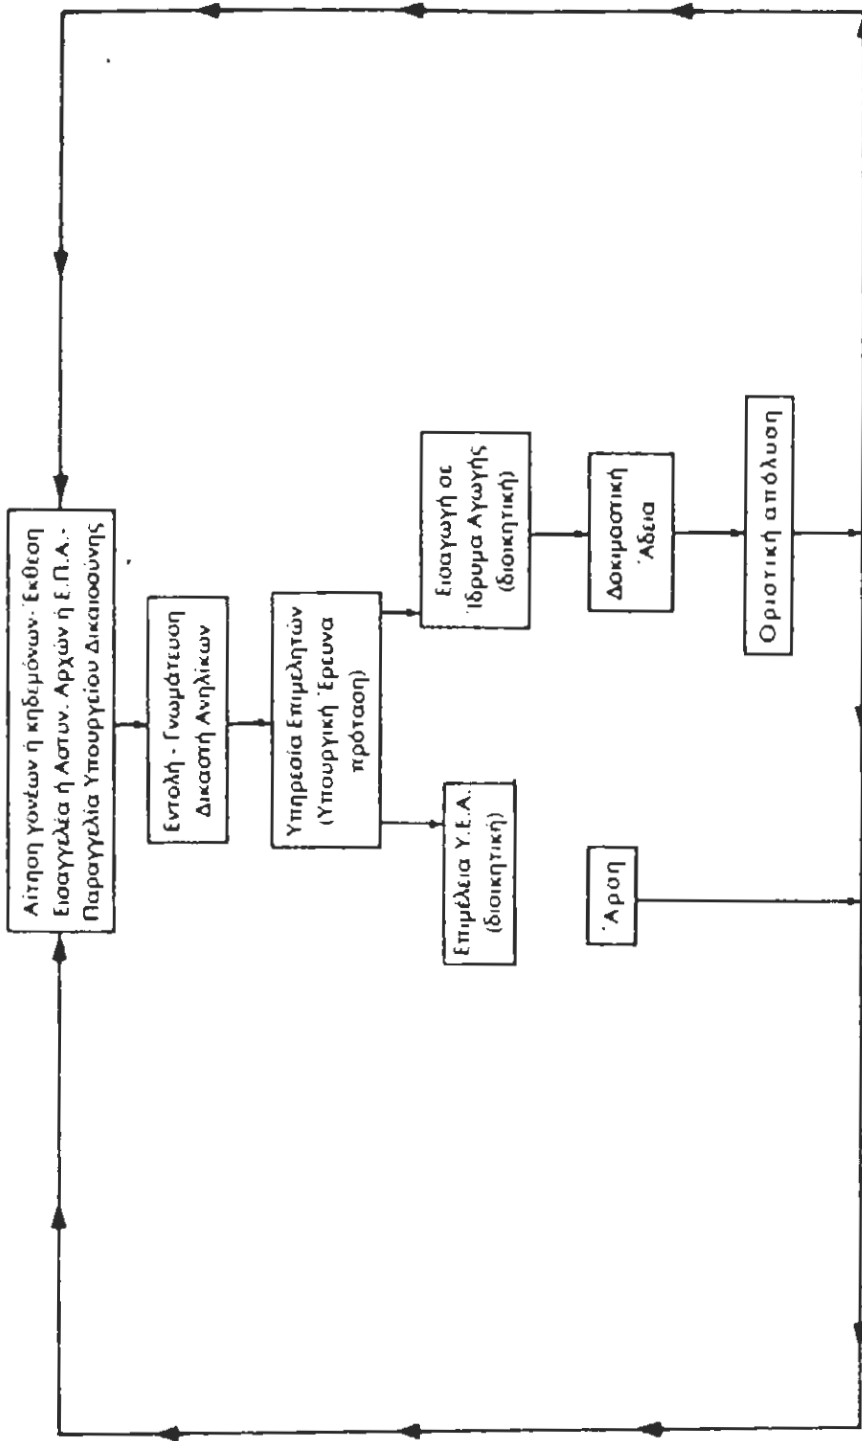 Αίτηση γονέων ή κηδεμόνων- Έκθεση
Εισαγγελέα ή Αστυν. Αρχών ή Ε.Π.Α.-
Παραγγελία Υπουργείου Δικαιοσύνης
Εντολή - Γνωμάτευση
Δικαστή Ανηλίκων
Υπηρεσία Επιμελητών
(Υπουργική Έρευνα
πρόταση)
Επιμέλεια Υ.Ε.Α.
(διοικητική)
Εισαγωγή σε
Ίδρυμα Αγωγής
(διοικητική)
Άρση
Δοκιμαστική
Άδεια
Οριστική απόλυση